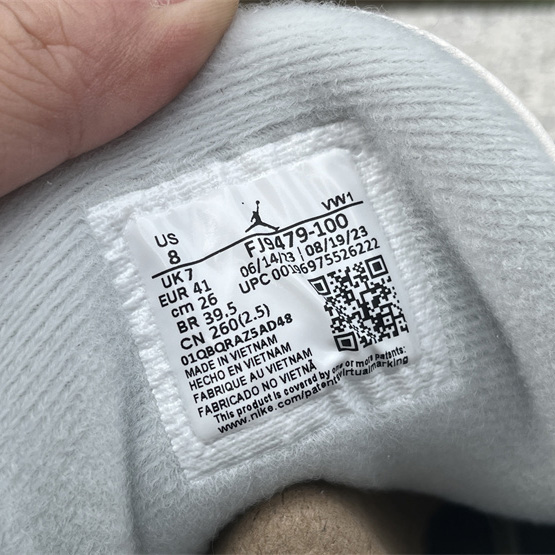 US
8
VW1
FJ9479-100
UK 7
06/14/23 | 08/19/23
EUR 41
UPC 00196975526222
cm 26
BR 39.5
CN 260(2.5)
01QBQRAZ5AD48
MADE IN VIETNAM
HECHO EN VIETNAM
FABRIQUE AU VIETNAM
FABRICADO NO VIETNÃ
This product is covered by one or more patents:
www.nike.com/patentvirtualmarking